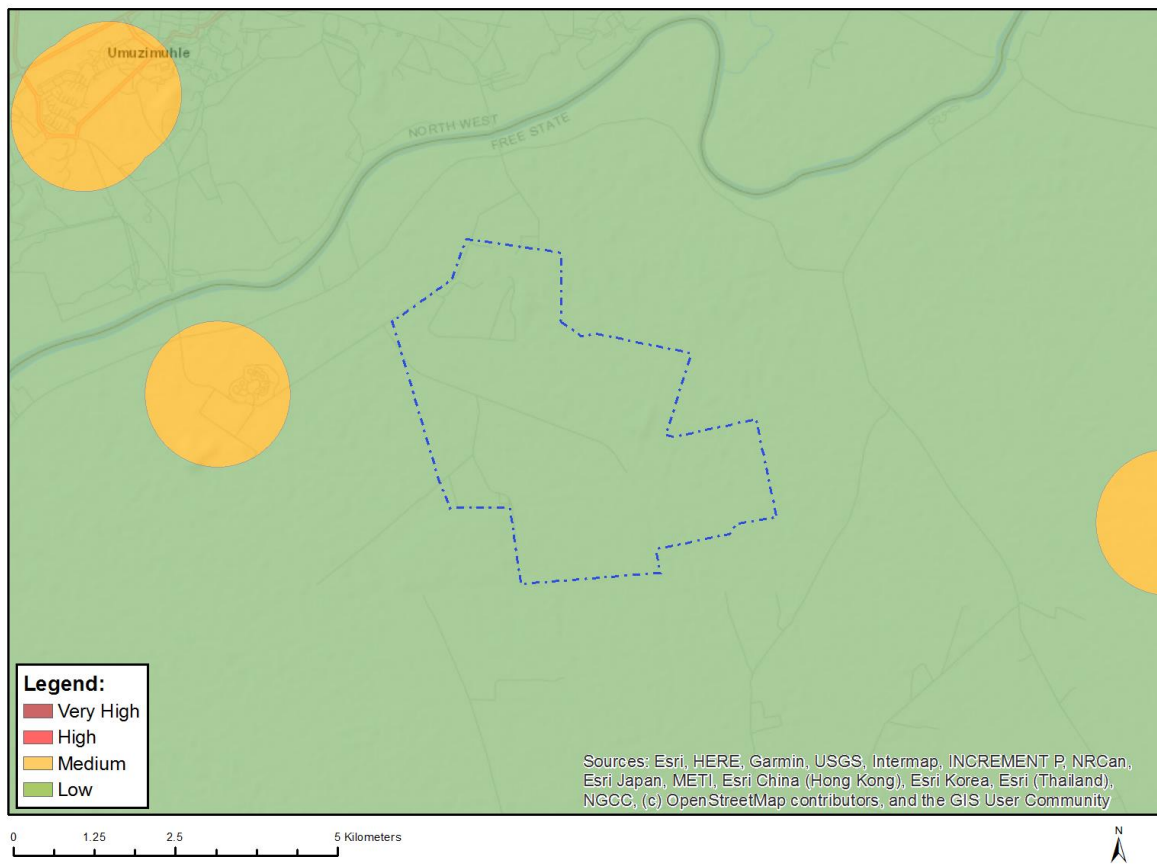 Umuzimuhle
NORTH WEST
FREE STATE
Legend:
Very High
High
Medium
Low
Sources: Esri, HERE, Garmin, USGS, Intermap, INCREMENT P, NRCan,
Esri Japan, METI, Esri China (Hong Kong), Esri Korea, Esri (Thailand),
NGCC, (c) OpenStreetMap contributors, and the GIS User Community
0 1.25 2.5 5 Kilometers
N